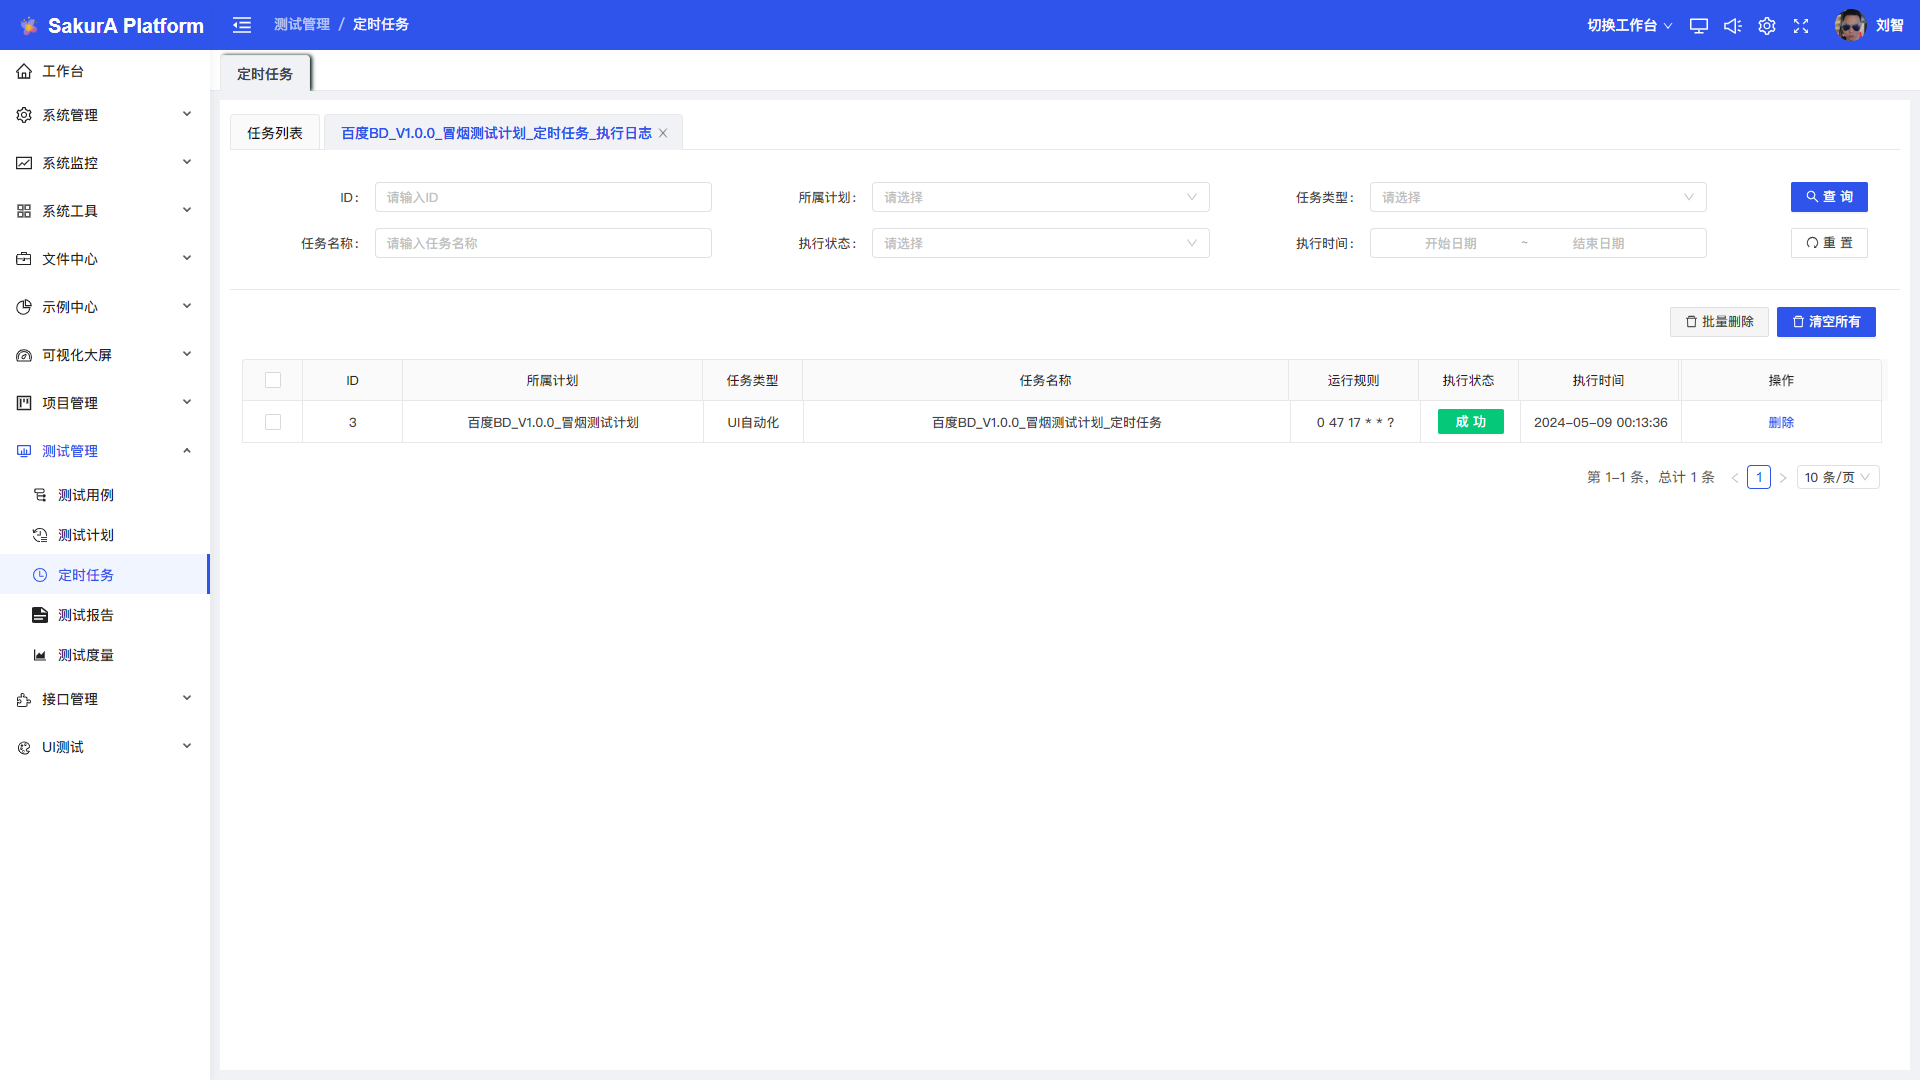 SakurA Platform
测试管理 / 定时任务
切换工作台
刘智
工作台
系统管理
系统监控
系统工具
文件中心
示例中心
可视化大屏
项目管理
测试管理
测试用例
测试计划
定时任务
测试报告
测试度量
接口管理
UI测试
定时任务
任务列表
百度BD_V1.0.0_冒烟测试计划_定时任务_执行日志
ID: 请输入ID
所属计划: 请选择
任务类型: 请选择
查 询
任务名称: 请输入任务名称
执行状态: 请选择
执行时间: 开始日期 ~ 结束日期
重 置
批量删除
清空所有
ID 所属计划 任务类型 任务名称 运行规则 执行状态 执行时间 操作
3 百度BD_V1.0.0_冒烟测试计划 UI自动化 百度BD_V1.0.0_冒烟测试计划_定时任务 0 47 17 * * ? 成 功 2024-05-09 00:13:36 删除
第 1-1 条，总计 1 条 < 1 > 10 条/页